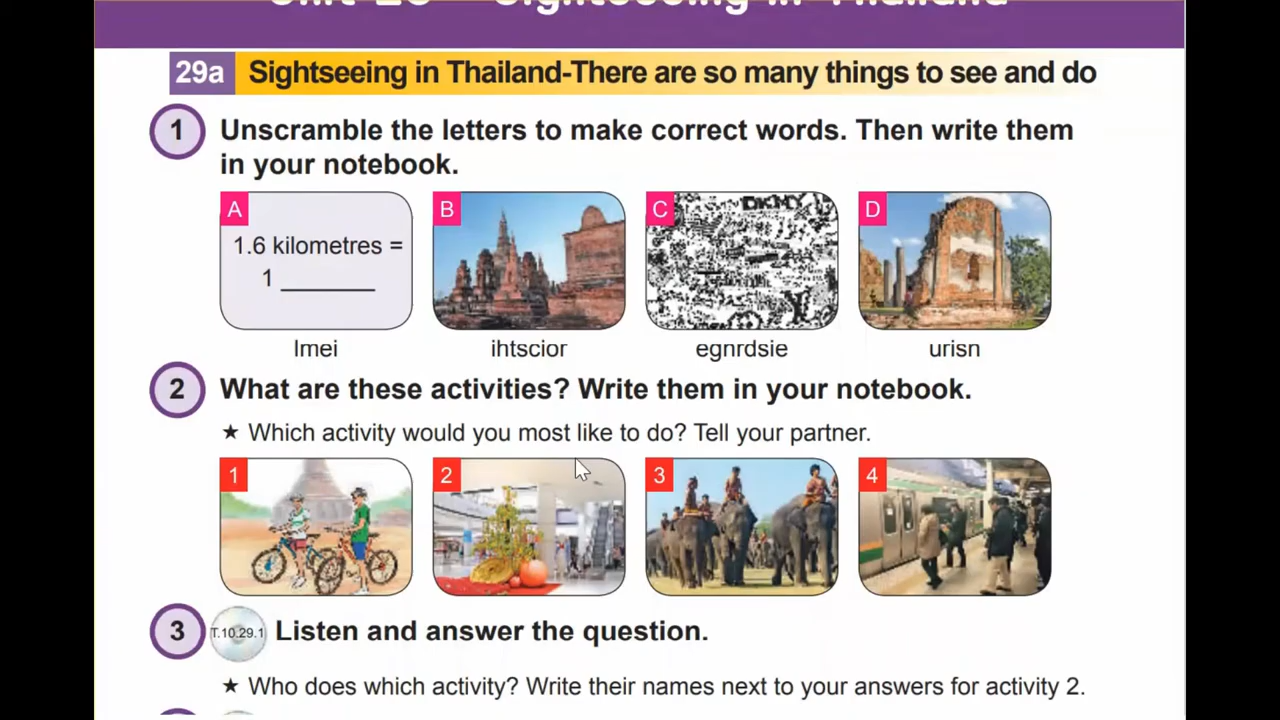 Sightseeing in Thailand
29a Sightseeing in Thailand-There are so many things to see and do
1 Unscramble the letters to make correct words. Then write them
in your notebook.
A B C D
DKMY
1.6 kilometres =
1 ________
lmei ihtscior egnrdsie urisn
2 What are these activities? Write them in your notebook.
★ Which activity would you most like to do? Tell your partner.
1 2 3 4
3 T.10.29.1 Listen and answer the question.
★ Who does which activity? Write their names next to your answers for activity 2.